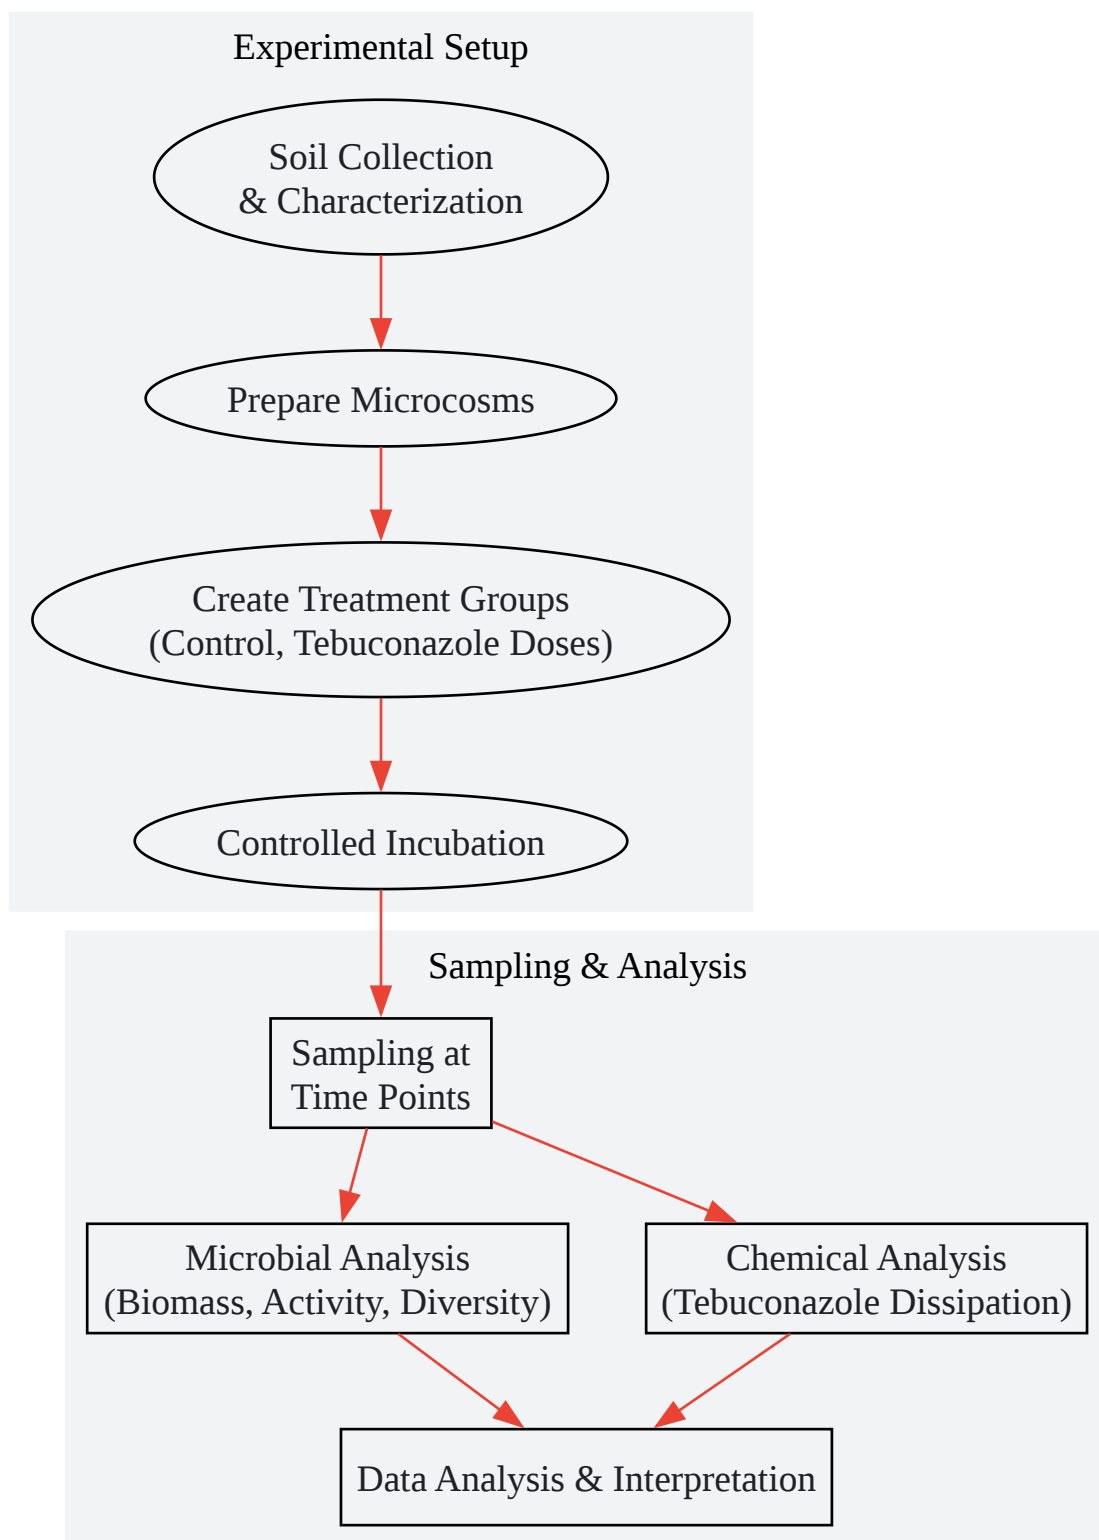 Experimental Setup
Soil Collection
& Characterization
Prepare Microcosms
Create Treatment Groups
(Control, Tebuconazole Doses)
Controlled Incubation
Sampling & Analysis
Sampling at
Time Points
Microbial Analysis
(Biomass, Activity, Diversity)
Chemical Analysis
(Tebuconazole Dissipation)
Data Analysis & Interpretation